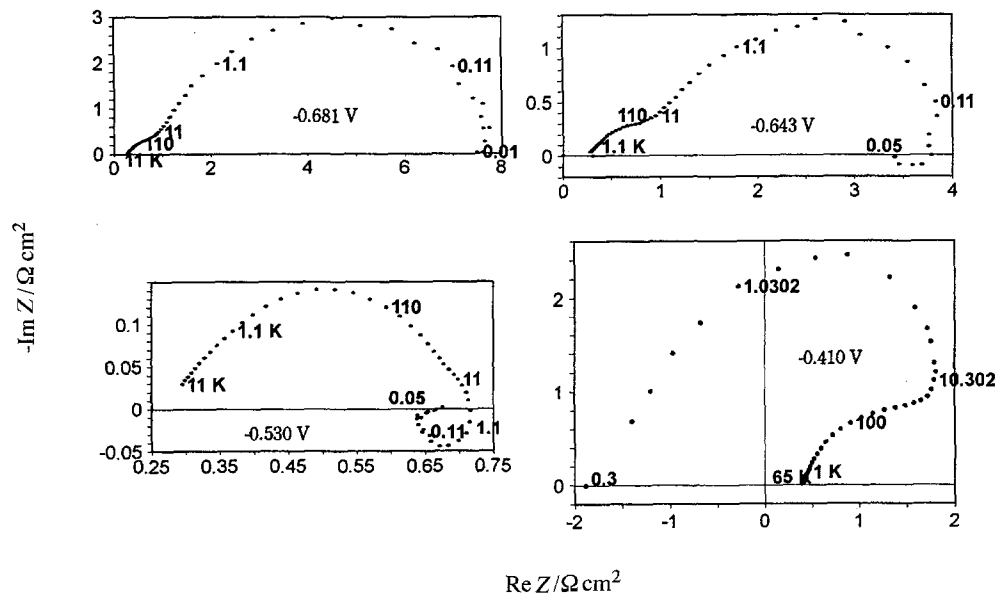 3
2
1
0
1.1
0.11
-0.681 V
11
110
11 K
0.01
0 2 4 6 8
1
0.5
0
1.1
110
11
0.11
-0.643 V
1.1 K
0.05
0 1 2 3 4
-Im Z/Ω cm²
0.1
0.05
0
-0.05
110
1.1 K
11 K
11
0.05
1.1
0.11
-0.530 V
0.25 0.35 0.45 0.55 0.65 0.75
2
1
0
1.0302
-0.410 V
10.302
100
65 K
1 K
0.3
-2 -1 0 1 2
Re Z/Ω cm²